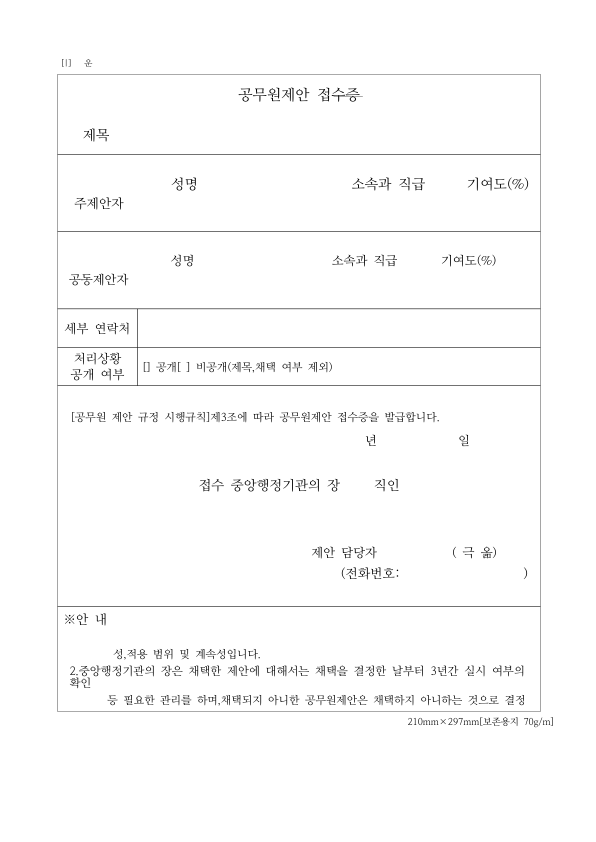 [|] 운
공무원제안 접수증
제목
성명 소속과 직급 기여도(%)
주제안자
성명 소속과 직급 기여도(%)
공동제안자
세부 연락처
처리상황
공개 여부
[] 공개[ ] 비공개(제목,채택 여부 제외)
[공무원 제안 규정 시행규칙]제3조에 따라 공무원제안 접수증을 발급합니다.
년 일
접수 중앙행정기관의 장 직인
제안 담당자 ( 극 옮)
(전화번호: )
※안 내
성,적용 범위 및 계속성입니다.
2.중앙행정기관의 장은 채택한 제안에 대해서는 채택을 결정한 날부터 3년간 실시 여부의
확인
등 필요한 관리를 하며,채택되지 아니한 공무원제안은 채택하지 아니하는 것으로 결정
210mm×297mm[보존용지 70g/m]